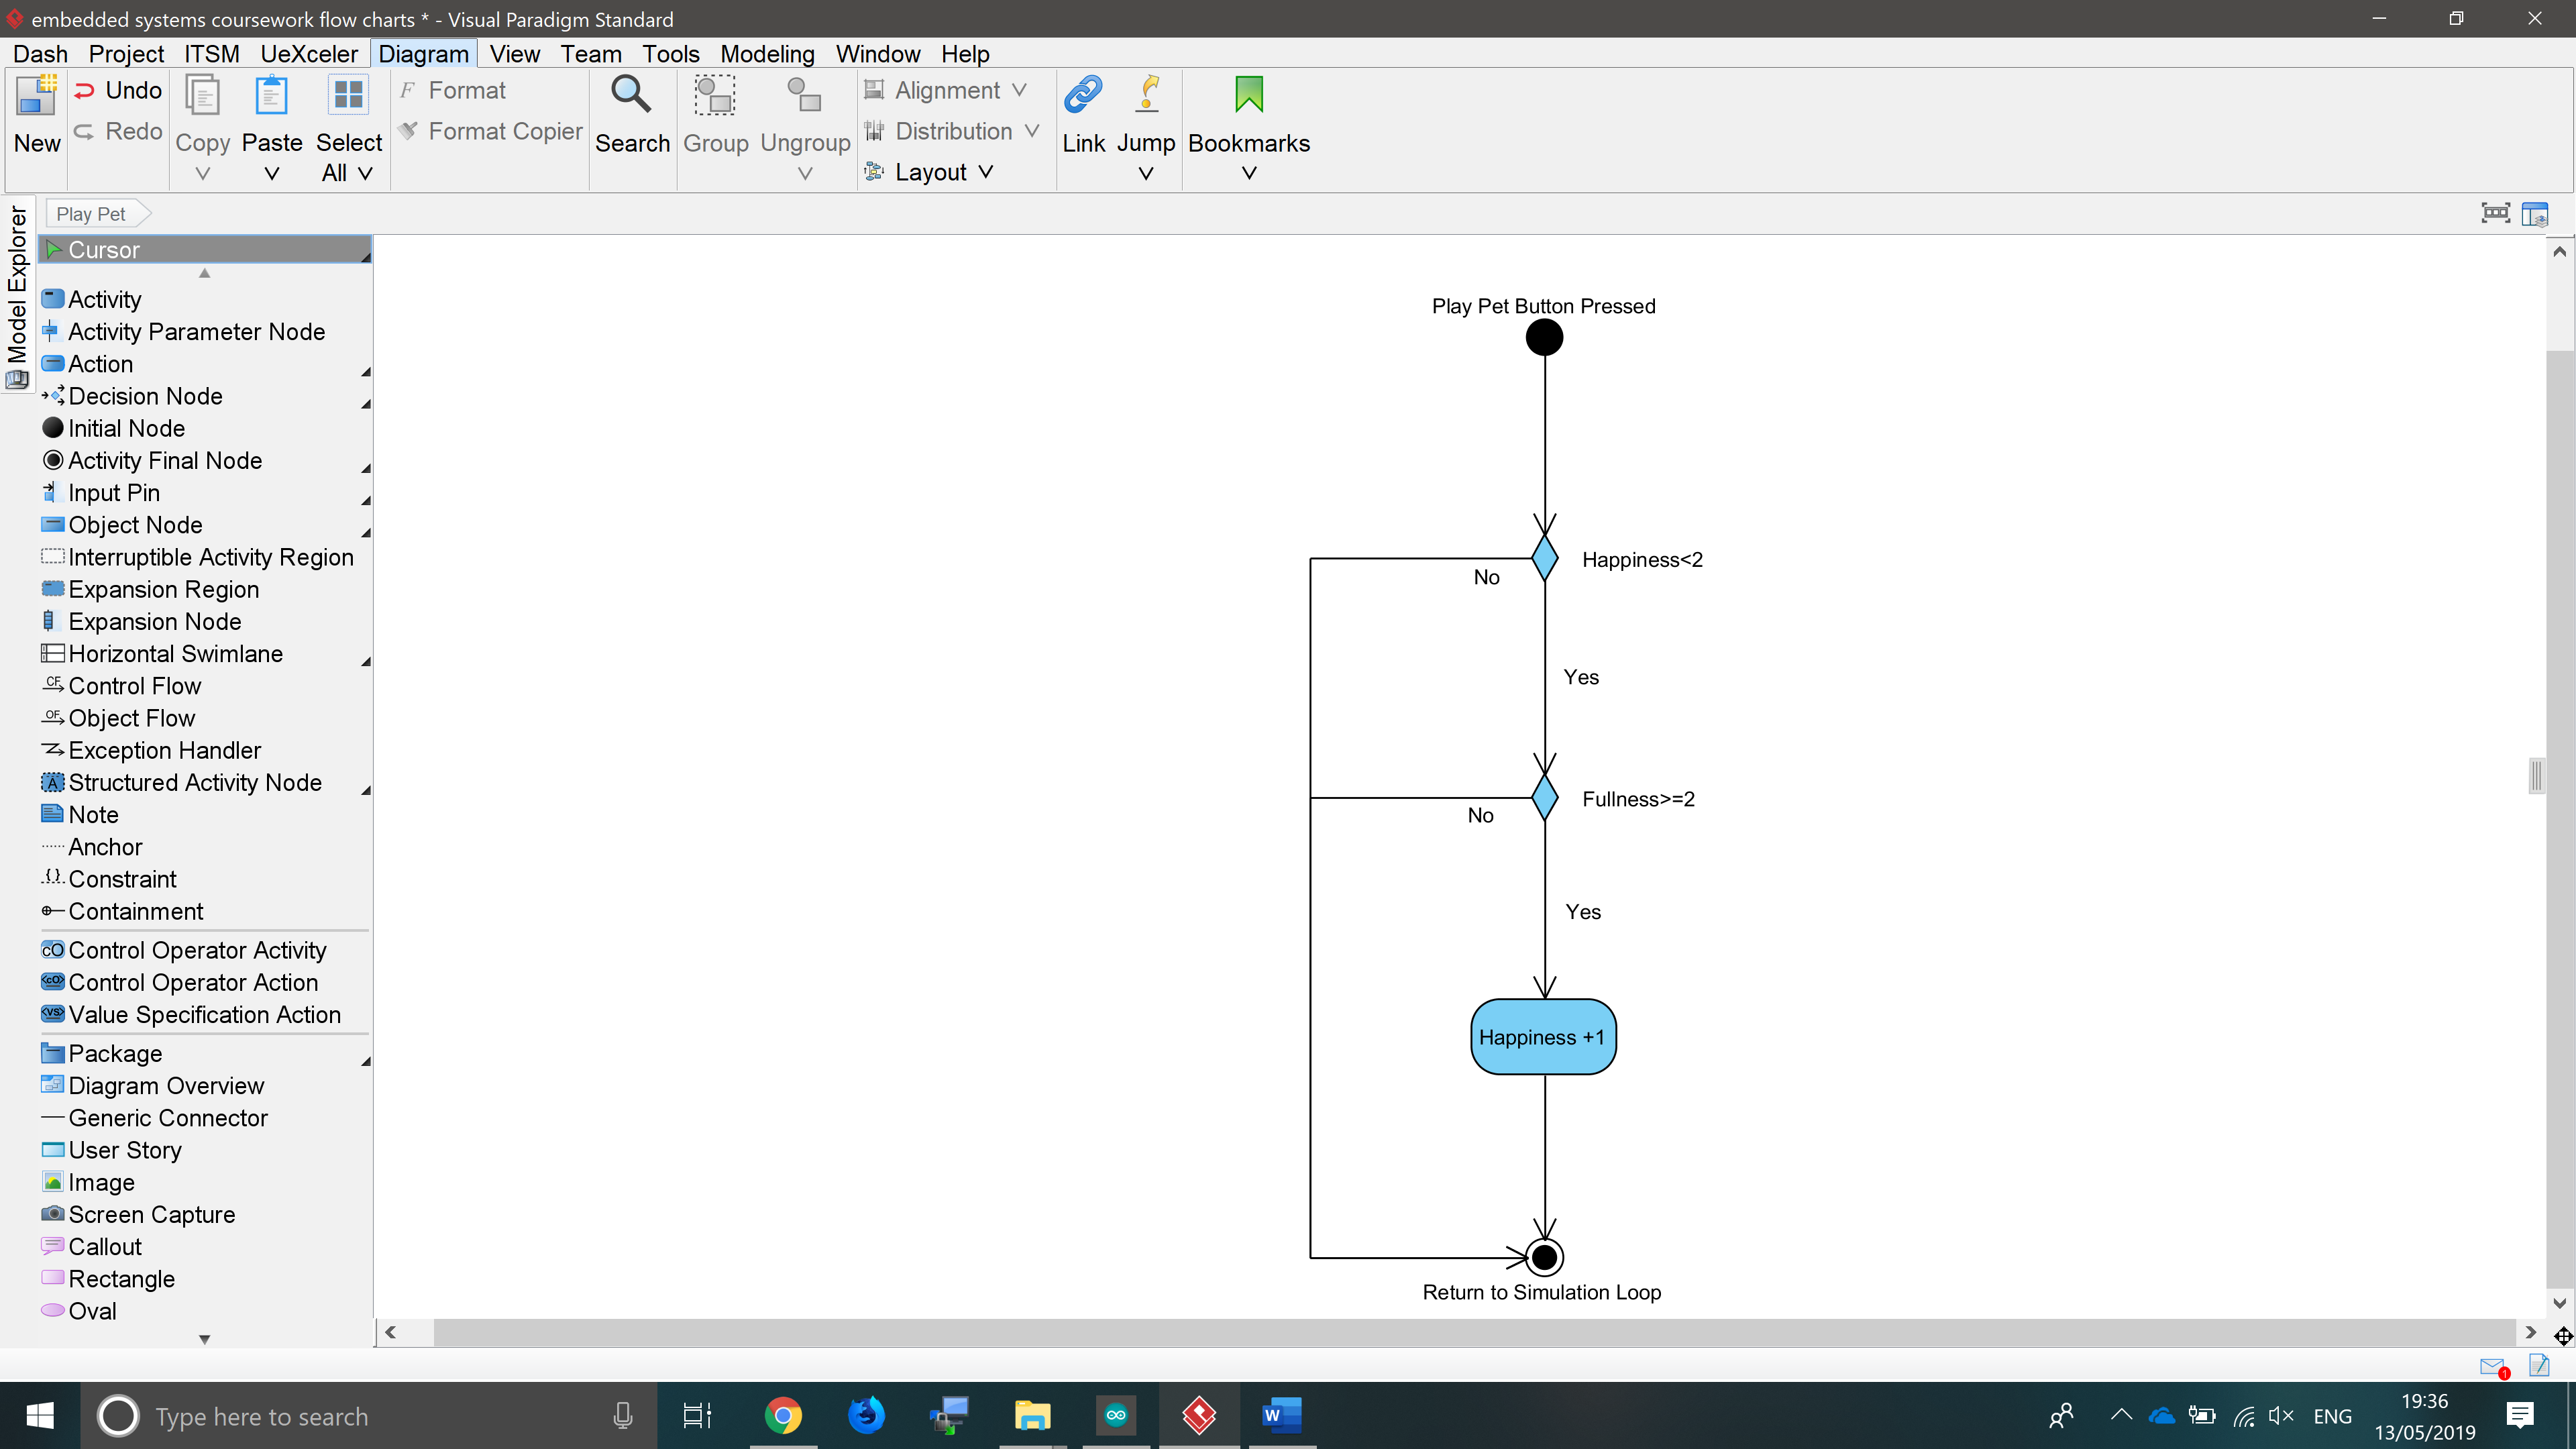 embedded systems coursework flow charts * - Visual Paradigm Standard
Dash Project ITSM UeXceler Diagram View Team Tools Modeling Window Help
New
Undo
Redo
Copy
Paste
Select
All
Format
Format Copier
Search
Group
Ungroup
Alignment
Distribution
Layout
Link
Jump
Bookmarks
Model Explorer
Play Pet
Cursor
Activity
Activity Parameter Node
Action
Decision Node
Initial Node
Activity Final Node
Input Pin
Object Node
Interruptible Activity Region
Expansion Region
Expansion Node
Horizontal Swimlane
CF Control Flow
OF Object Flow
Exception Handler
A Structured Activity Node
Note
Anchor
{} Constraint
Containment
cO Control Operator Activity
«cO» Control Operator Action
«VS» Value Specification Action
Package
Diagram Overview
Generic Connector
User Story
Image
Screen Capture
Callout
Rectangle
Oval
Play Pet Button Pressed
Happiness<2
No
Yes
Fullness>=2
No
Yes
Happiness +1
Return to Simulation Loop
1
Type here to search
W
ENG
19:36
13/05/2019